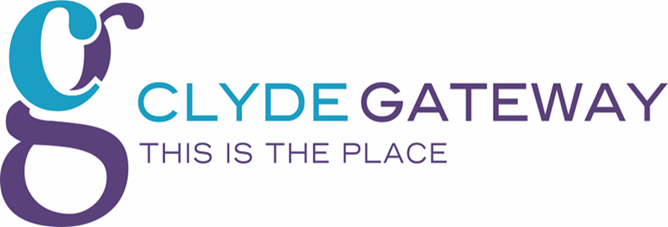 CLYDE GATEWAY
THIS IS THE PLACE